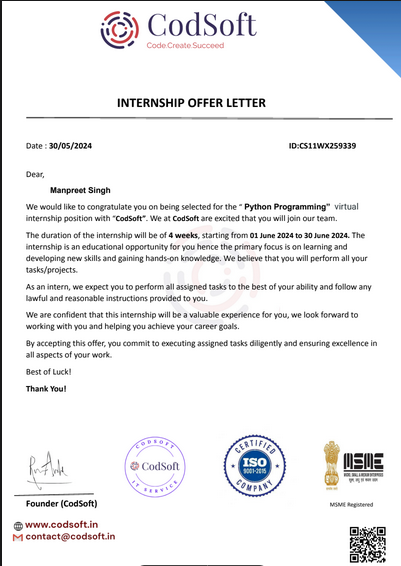 CodSoft
Code.Create.Succeed
INTERNSHIP OFFER LETTER
Date : 30/05/2024 ID:CS11WX259339
Dear,
Manpreet Singh
We would like to congratulate you on being selected for the “ Python Programming" virtual
internship position with “CodSoft”. We at CodSoft are excited that you will join our team.
The duration of the internship will be of 4 weeks, starting from 01 June 2024 to 30 June 2024. The
internship is an educational opportunity for you hence the primary focus is on learning and
developing new skills and gaining hands-on knowledge. We believe that you will perform all your
tasks/projects.
As an intern, we expect you to perform all assigned tasks to the best of your ability and follow any
lawful and reasonable instructions provided to you.
We are confident that this internship will be a valuable experience for you, we look forward to
working with you and helping you achieve your career goals.
By accepting this offer, you commit to executing assigned tasks diligently and ensuring excellence in
all aspects of your work.
Best of Luck!
Thank You!
CODSOFT
CodSoft
IT SERVICE
CERTIFIED
ISO
9001:2015
COMPANY
MSME
Founder (CodSoft)
MSME Registered
www.codsoft.in
contact@codsoft.in